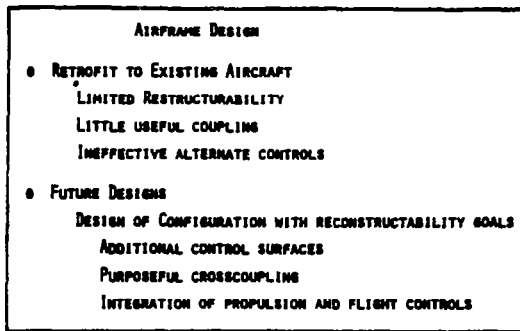 AIRFRAME DESIGN
• RETROFIT TO EXISTING AIRCRAFT
LIMITED RESTRUCTURABILITY
LITTLE USEFUL COUPLING
INEFFECTIVE ALTERNATE CONTROLS
• FUTURE DESIGNS
DESIGN OF CONFIGURATION WITH RECONSTRUCTABILITY GOALS
ADDITIONAL CONTROL SURFACES
PURPOSEFUL CROSSCOUPLING
INTEGRATION OF PROPULSION AND FLIGHT CONTROLS